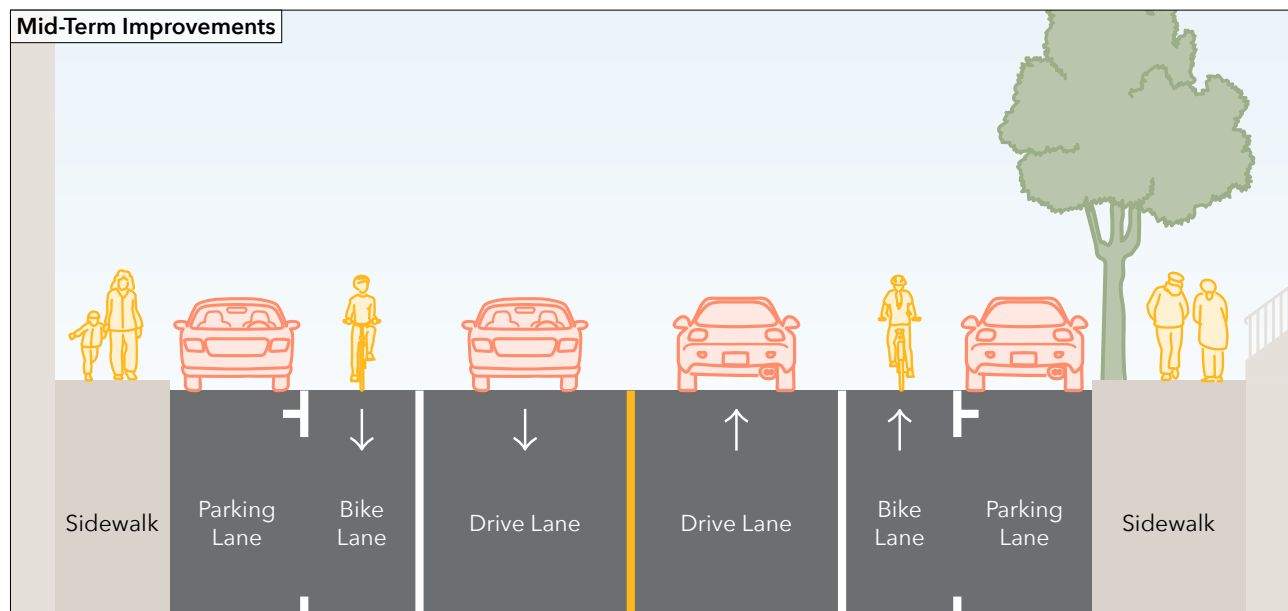 Mid-Term Improvements
Sidewalk
Parking
Lane
Bike
Lane
Drive Lane
Drive Lane
Bike
Lane
Parking
Lane
Sidewalk